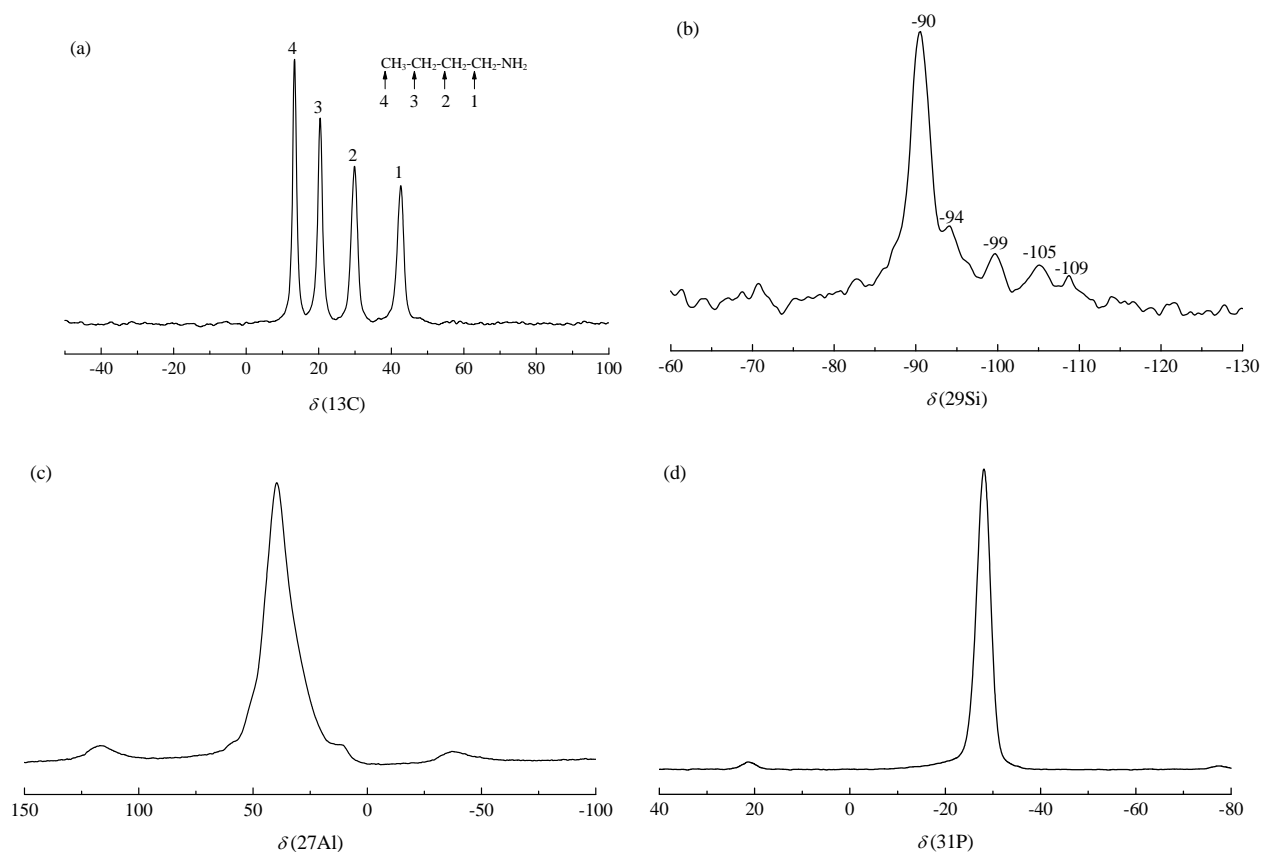 (a)
4
3
2
1
CH₃-CH₂-CH₂-CH₂-NH₂
4 3 2 1
-40 -20 0 20 40 60 80 100
δ (13C)
(b)
-90
-94
-99
-105
-109
-60 -70 -80 -90 -100 -110 -120 -130
δ (29Si)
(c)
150 100 50 0 -50 -100
δ (27Al)
(d)
40 20 0 -20 -40 -60 -80
δ (31P)